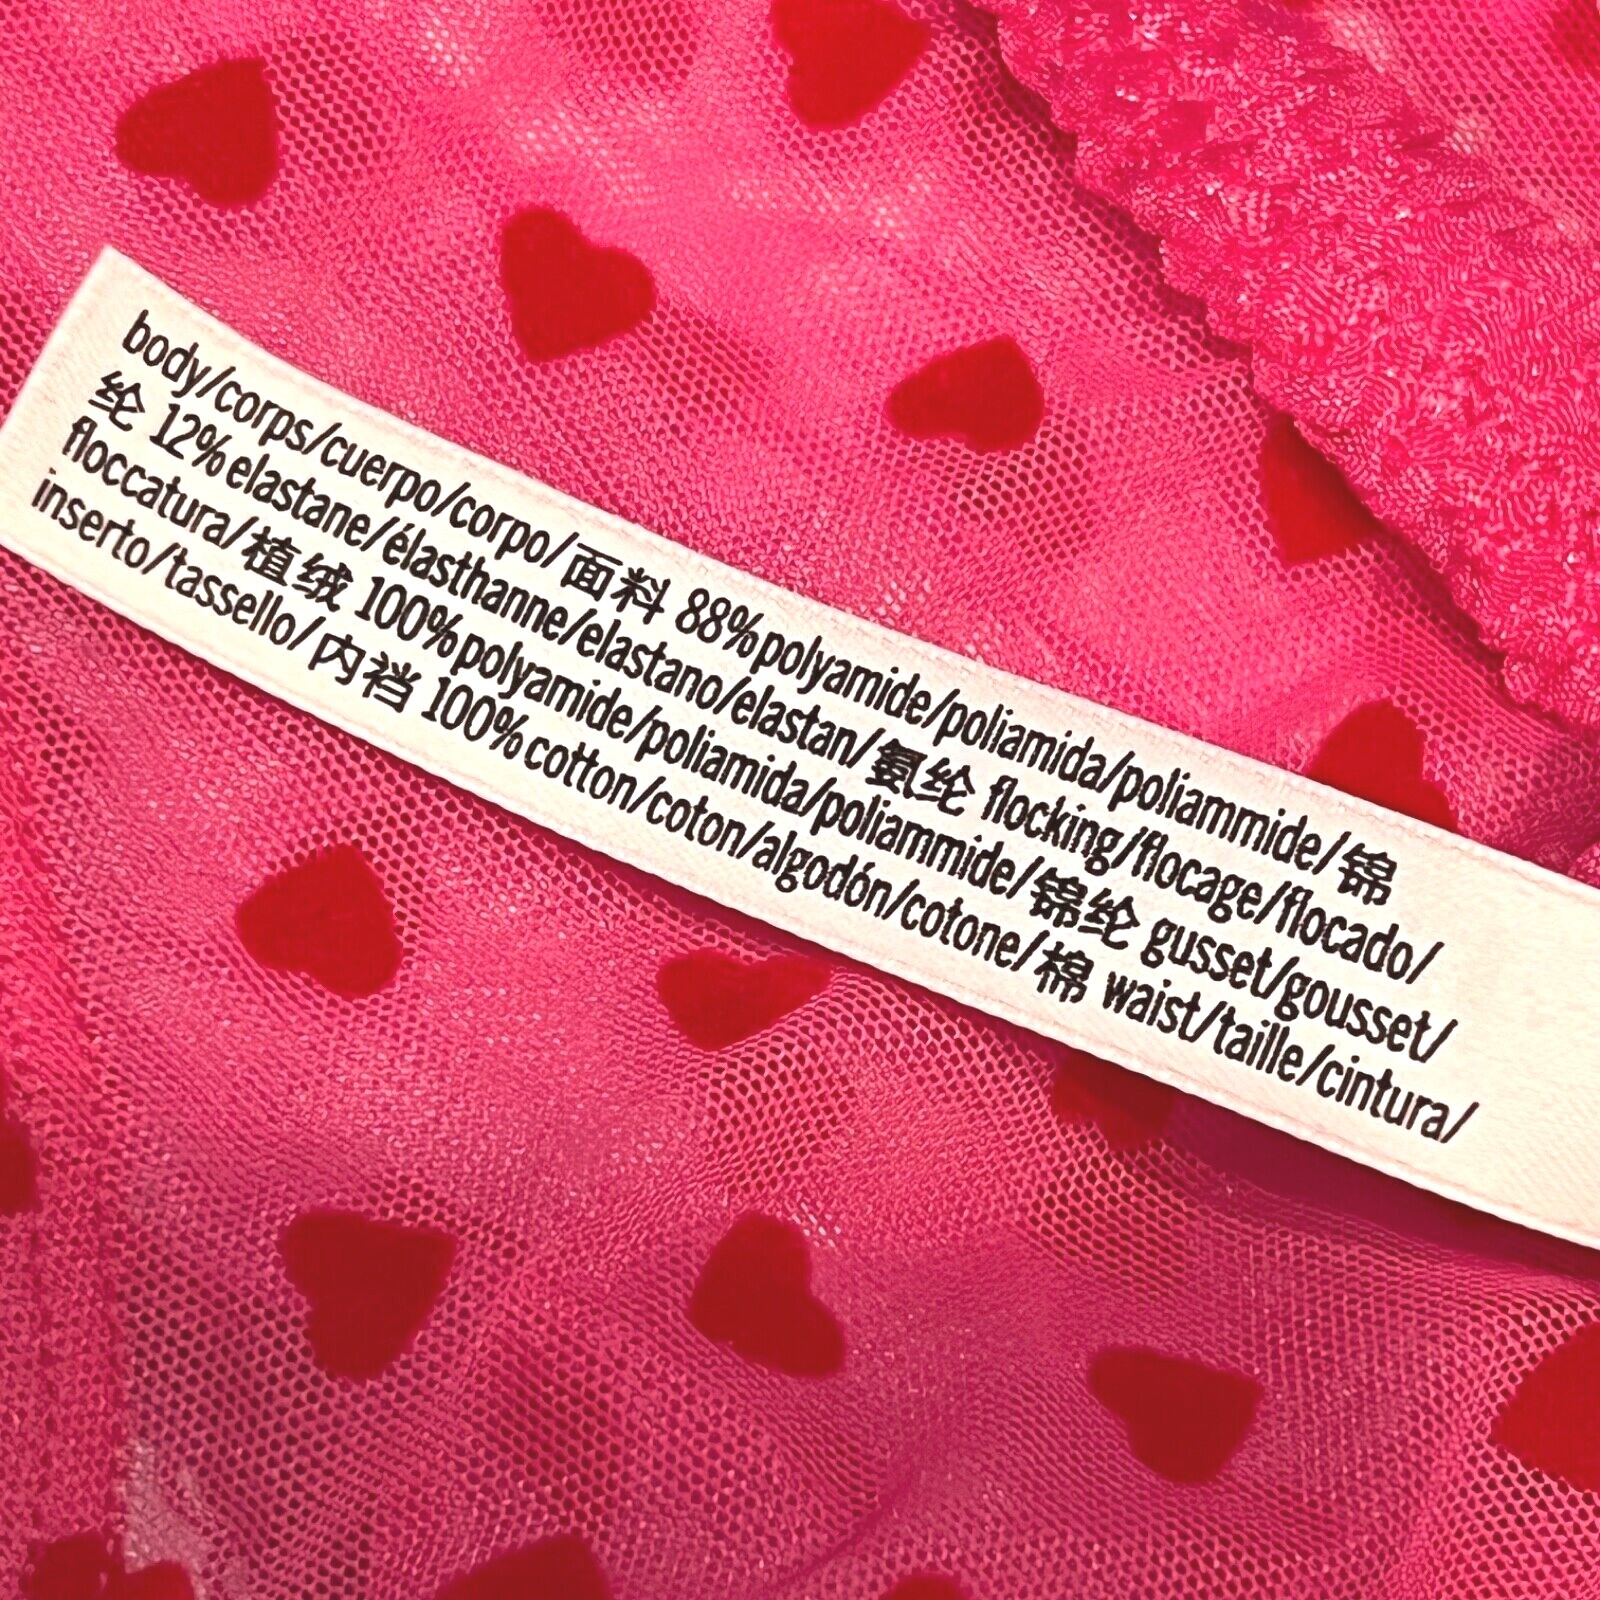 body/corps/cuerpo/corpo/面料 88%polyamide/poliamida/poliammide/锦
纶 12%elastane/élasthanne/elastano/elastan/氨纶 flocking/flocage/flocado/
floccatura/植绒 100%polyamide/poliamida/poliammide/锦纶 gusset/gousset/
inserto/tassello/内裆 100%cotton/coton/algodón/cotone/棉 waist/taille/cintura/